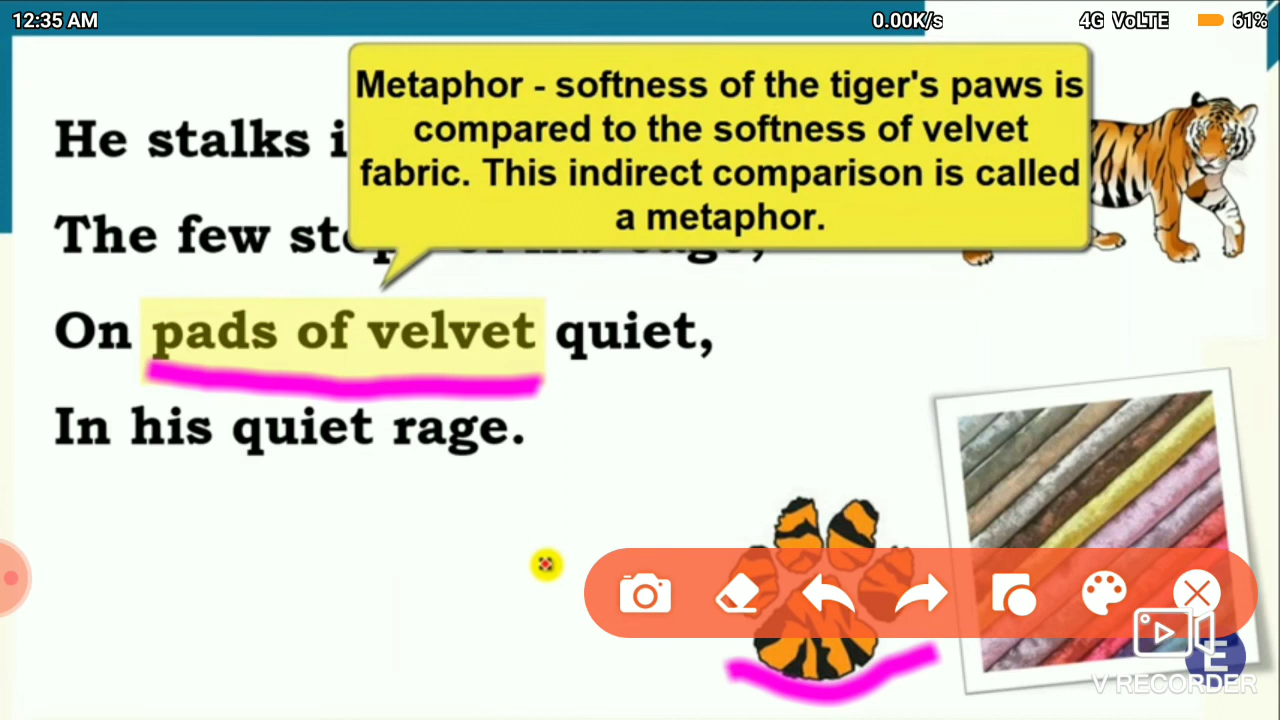 12:35 AM 0.00K/s 4G VoLTE 61%
Metaphor - softness of the tiger's paws is
compared to the softness of velvet
fabric. This indirect comparison is called
a metaphor.
He stalks
The few
On pads of velvet quiet,
In his quiet rage.
E
V RECORDER